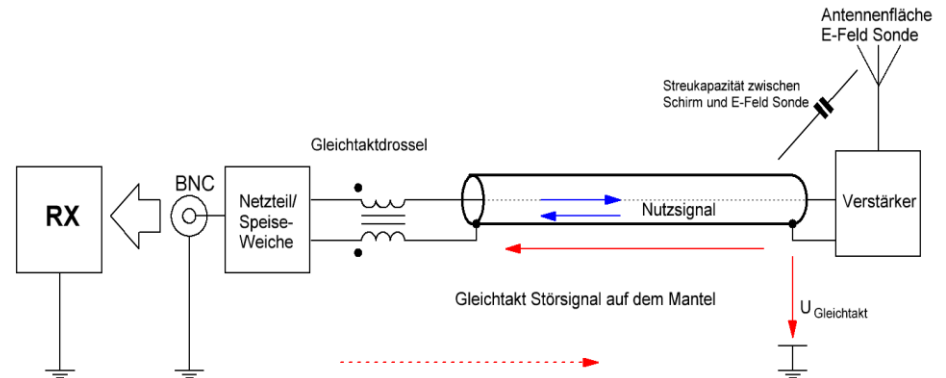 Antennenfläche
E-Feld Sonde
Streukapazität zwischen
Schirm und E-Feld Sonde
Gleichtaktdrossel
RX
BNC
Netzteil/
Speise-
Weiche
Nutzsignal
Verstärker
Gleichtakt Störsignal auf dem Mantel
U Gleichtakt